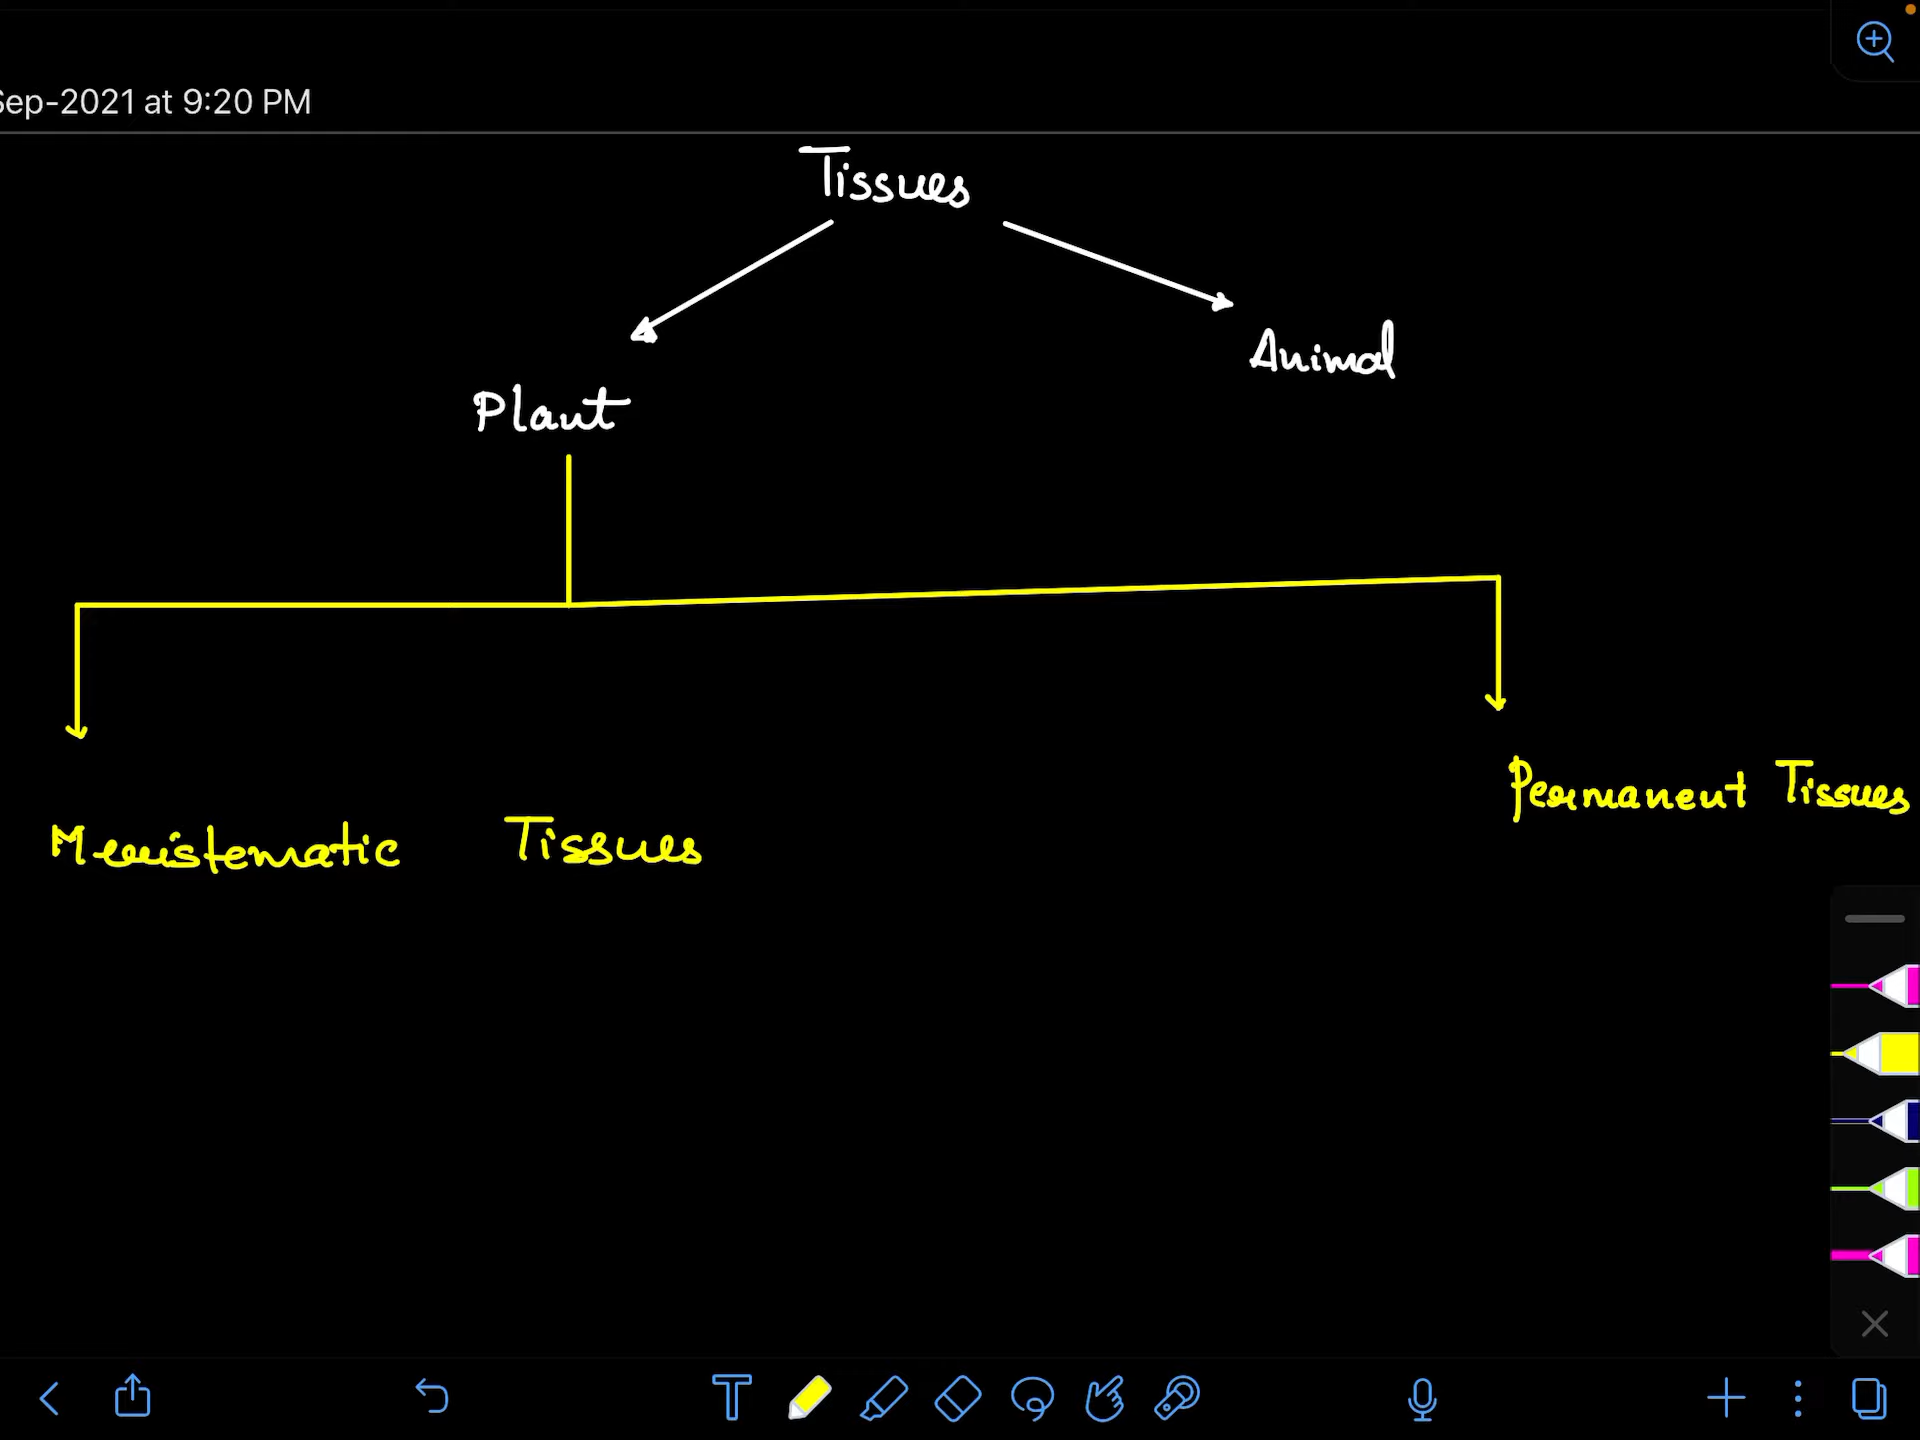 Sep-2021 at 9:20 PM
Tissues
Animal
Plant
Permanent Tissues
Meristematic Tissues